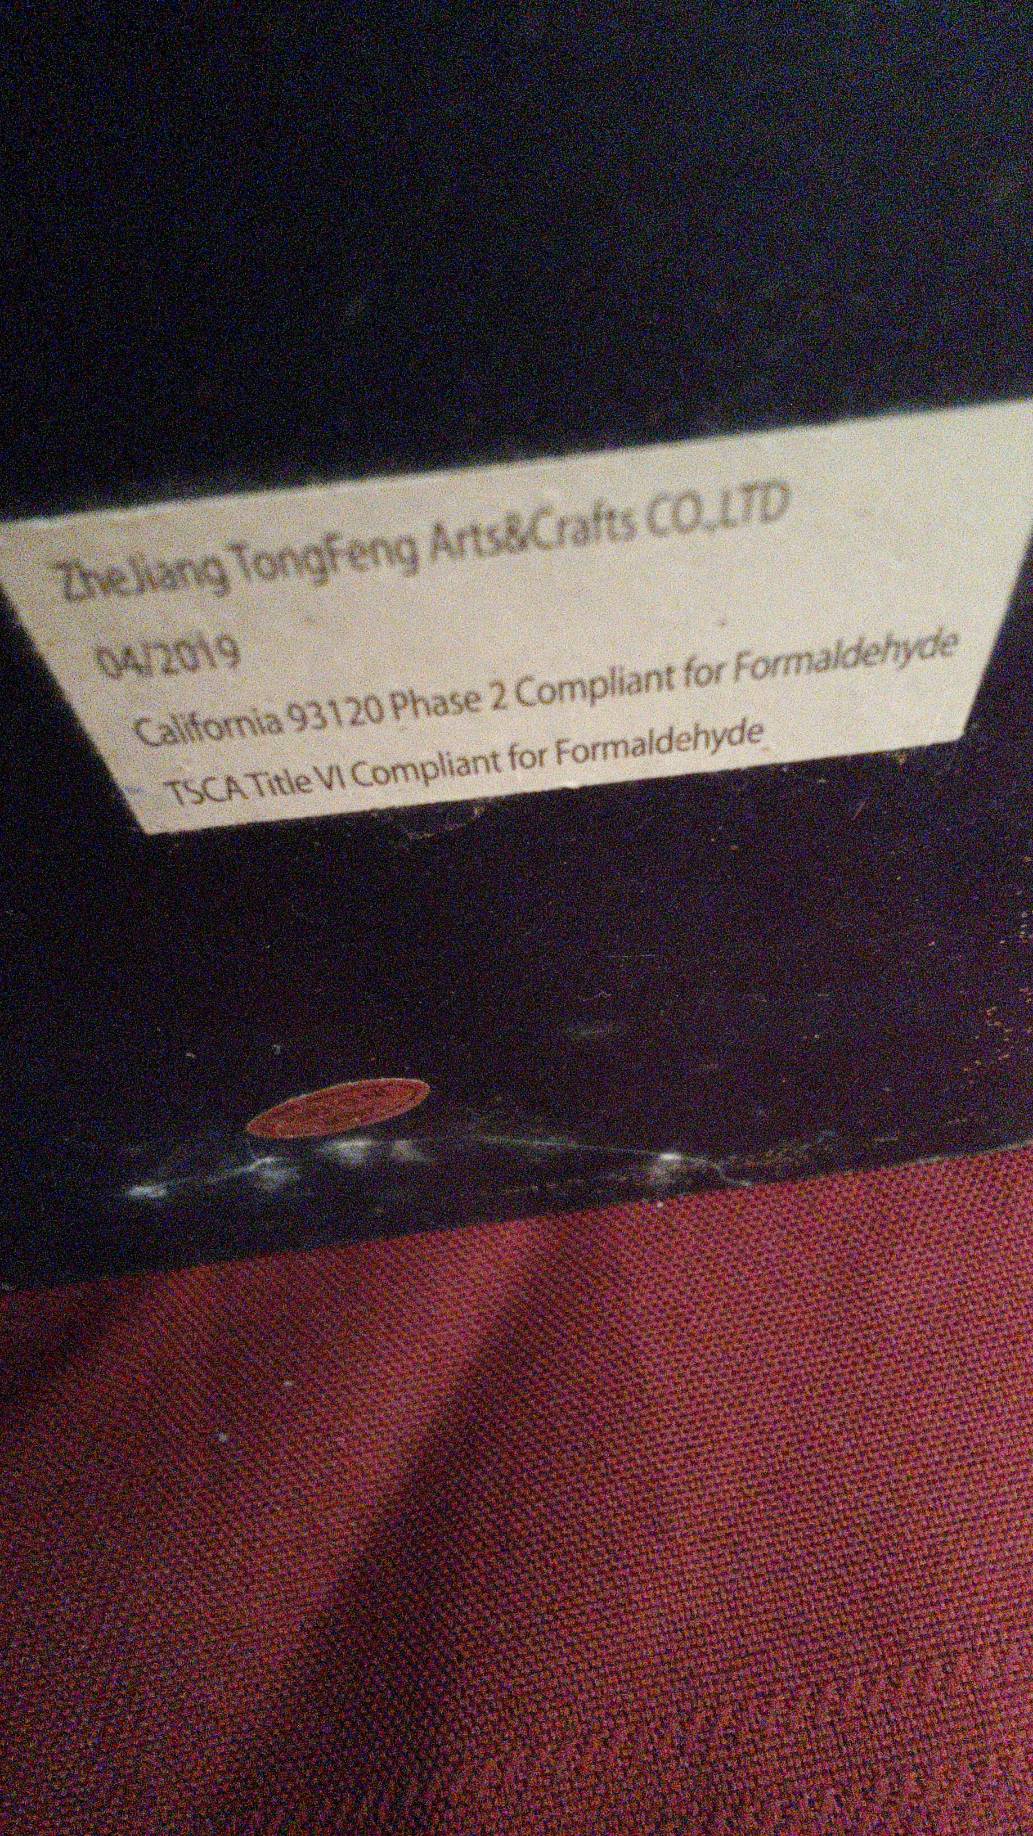 ZheJiang TongFeng Arts&Crafts CO.,LTD
04/2019
California 93120 Phase 2 Compliant for Formaldehyde
TSCA Title VI Compliant for Formaldehyde